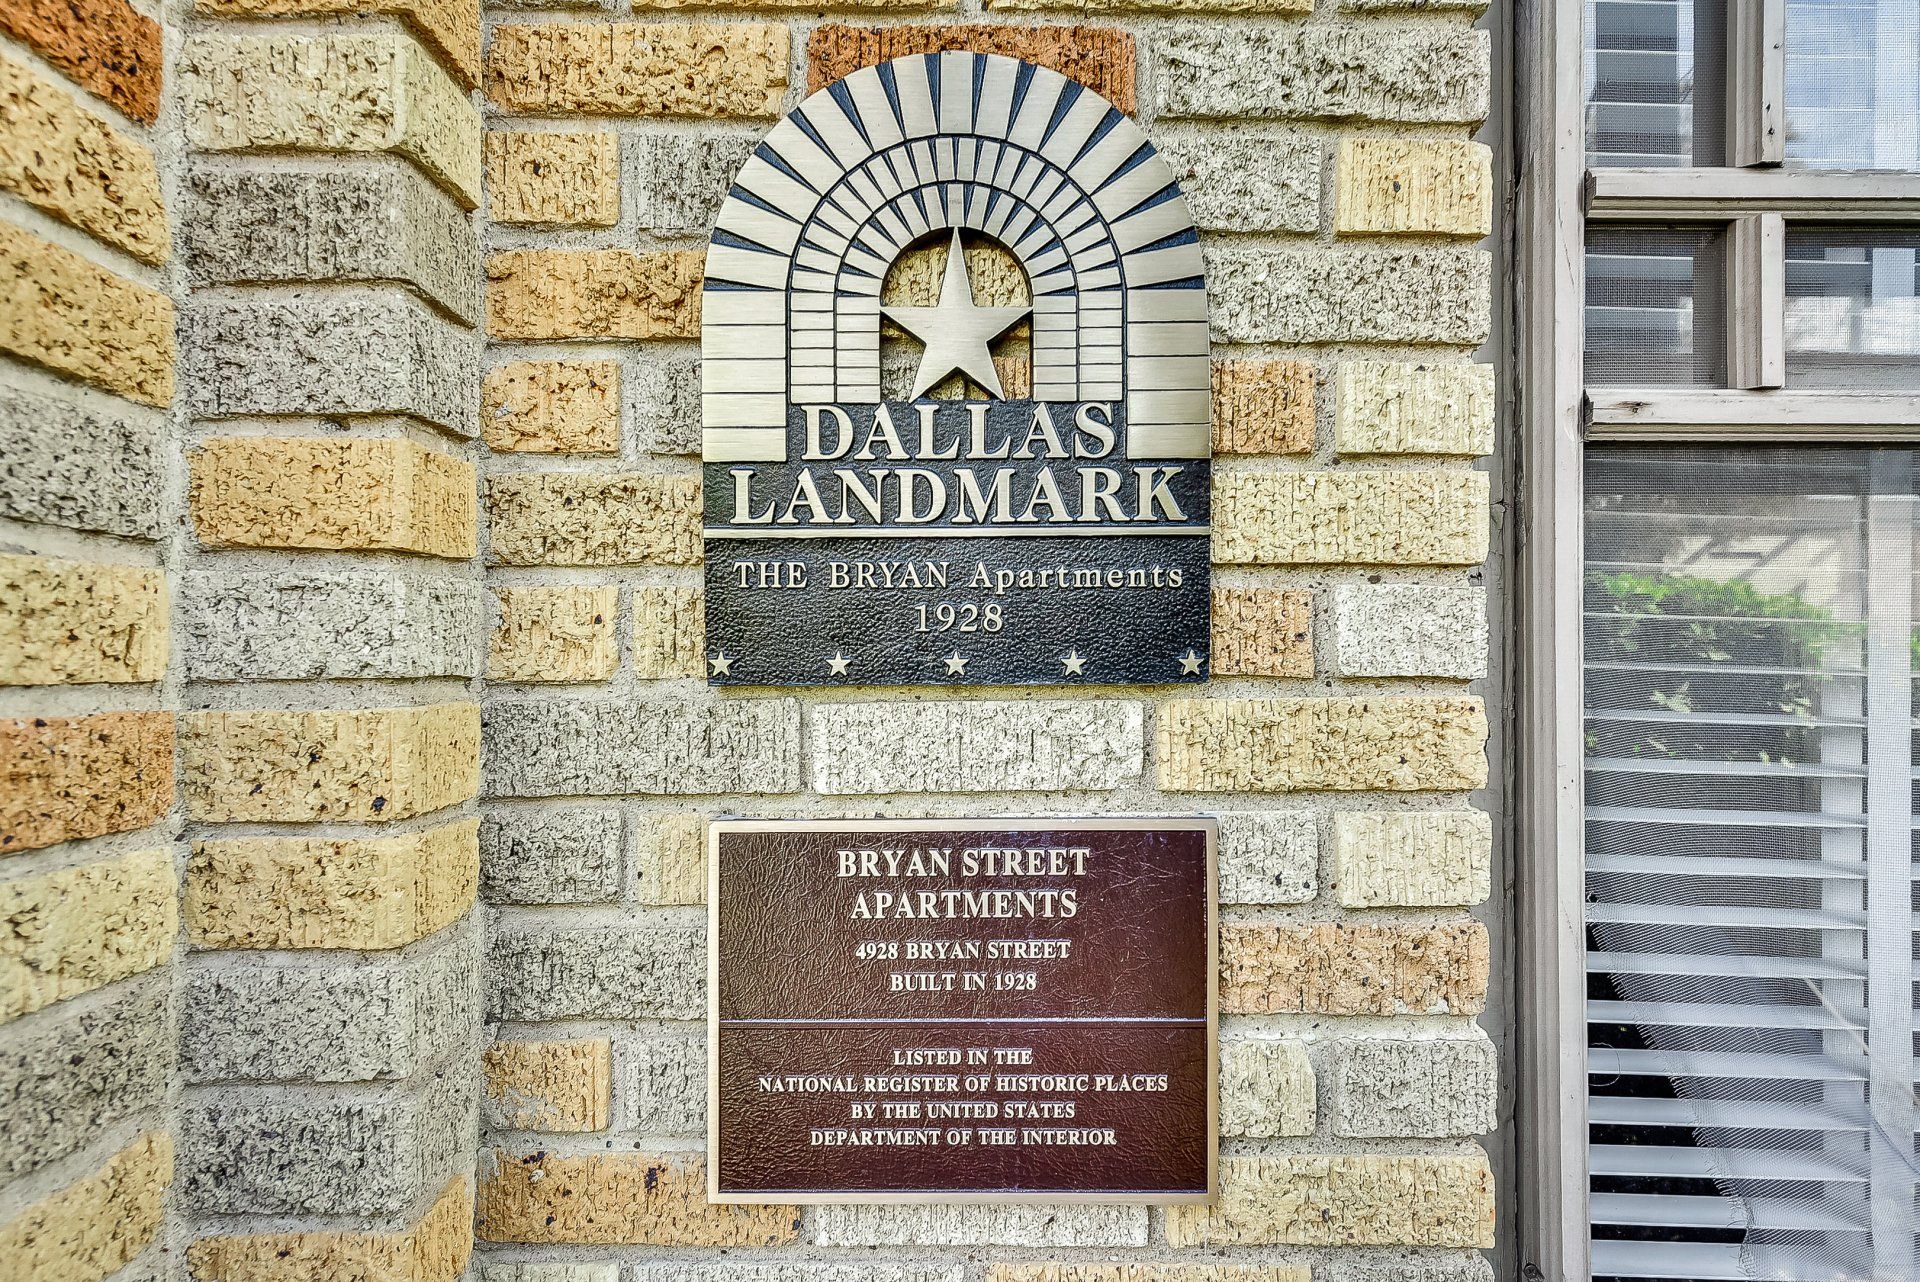 DALLAS
LANDMARK
THE BRYAN Apartments
1928
BRYAN STREET
APARTMENTS
4928 BRYAN STREET
BUILT IN 1928
LISTED IN THE
NATIONAL REGISTER OF HISTORIC PLACES
BY THE UNITED STATES
DEPARTMENT OF THE INTERIOR